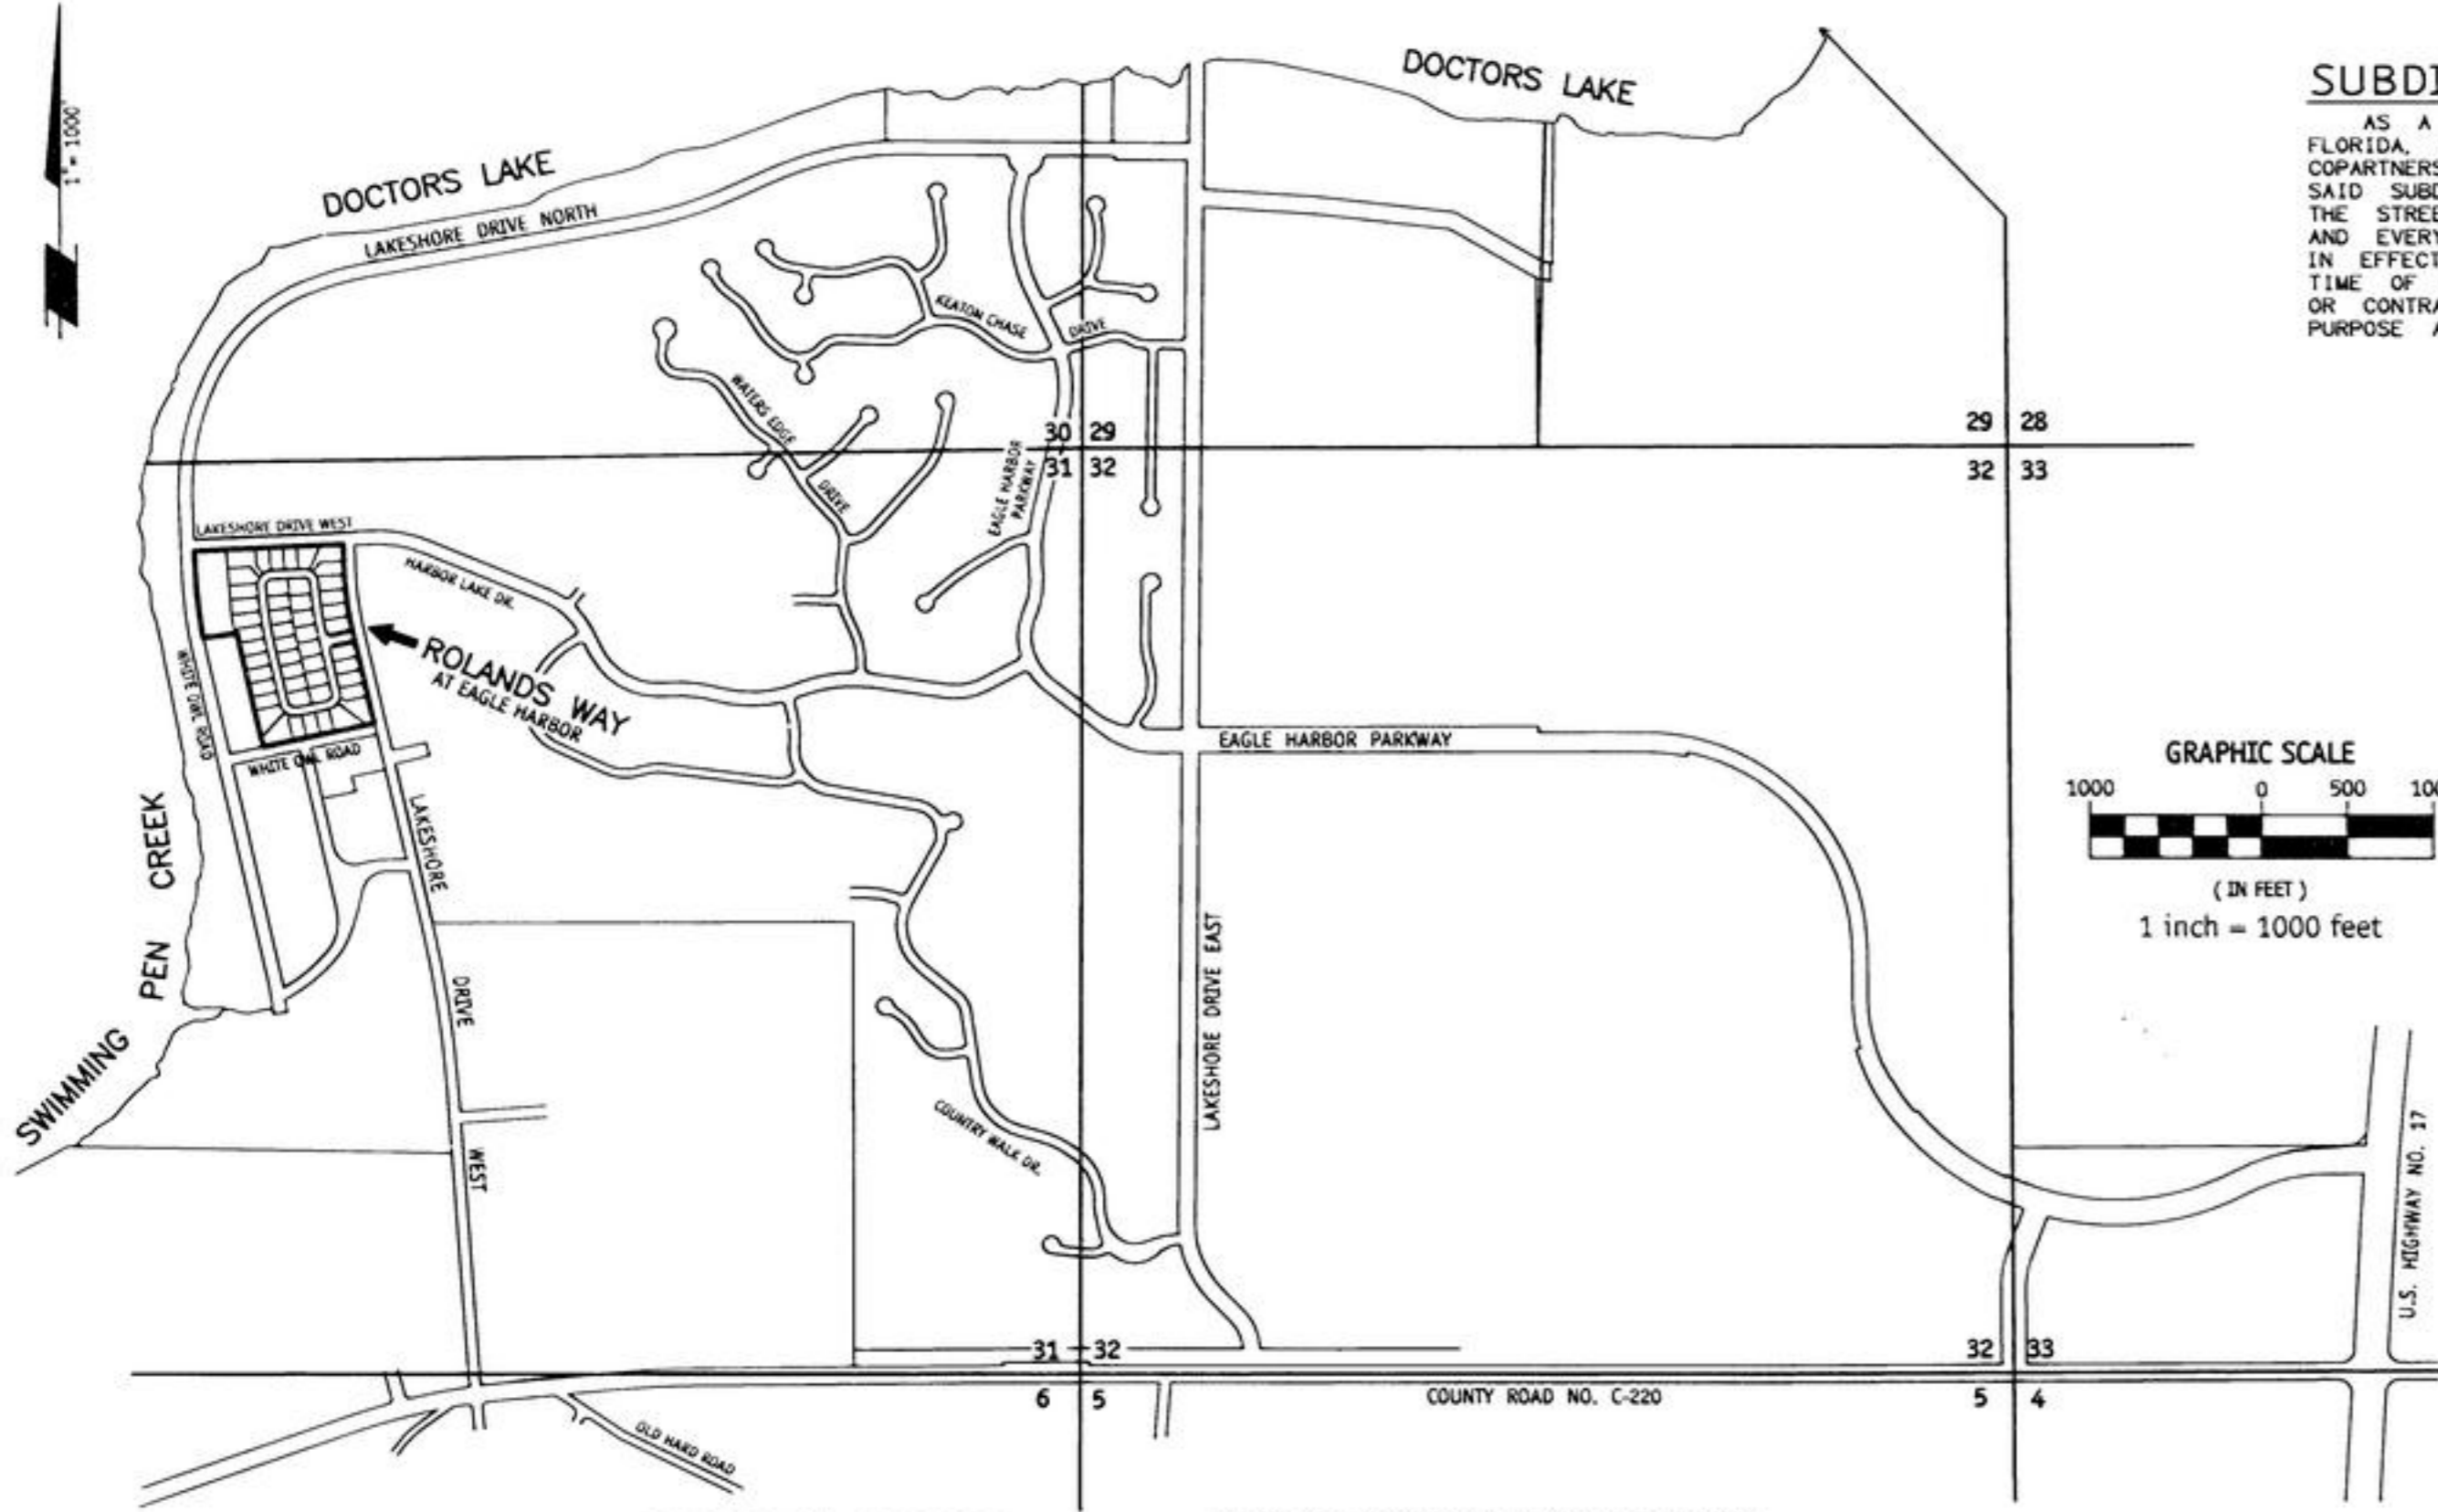 1"=1000'
DOCTORS LAKE
DOCTORS LAKE
LAKESHORE DRIVE NORTH
KEATON CHASE
DRIVE
WATERS EDGE
DRIVE
EAGLE HARBOR
PARKWAY
30 29
31 32
29 28
32 33
LAKESHORE DRIVE WEST
HARBOR LAKE DR.
ROLANDS WAY
AT EAGLE HARBOR
WHITE OWL ROAD
WHITE OWL ROAD
EAGLE HARBOR PARKWAY
LAKESHORE
DRIVE
WEST
SWIMMING
PEN
CREEK
LAKESHORE DRIVE EAST
COUNTRY WALK DR.
31 32
6 5
32 33
5 4
COUNTY ROAD NO. C-220
OLD HARD ROAD
U.S. HIGHWAY NO. 17
SUBDI
AS A
FLORIDA,
COPARTNERS
SAID SUBD
THE STREE
AND EVERY
IN EFFECT
TIME OF
OR CONTRA
PURPOSE A
GRAPHIC SCALE
1000 0 500 100
( IN FEET )
1 inch = 1000 feet